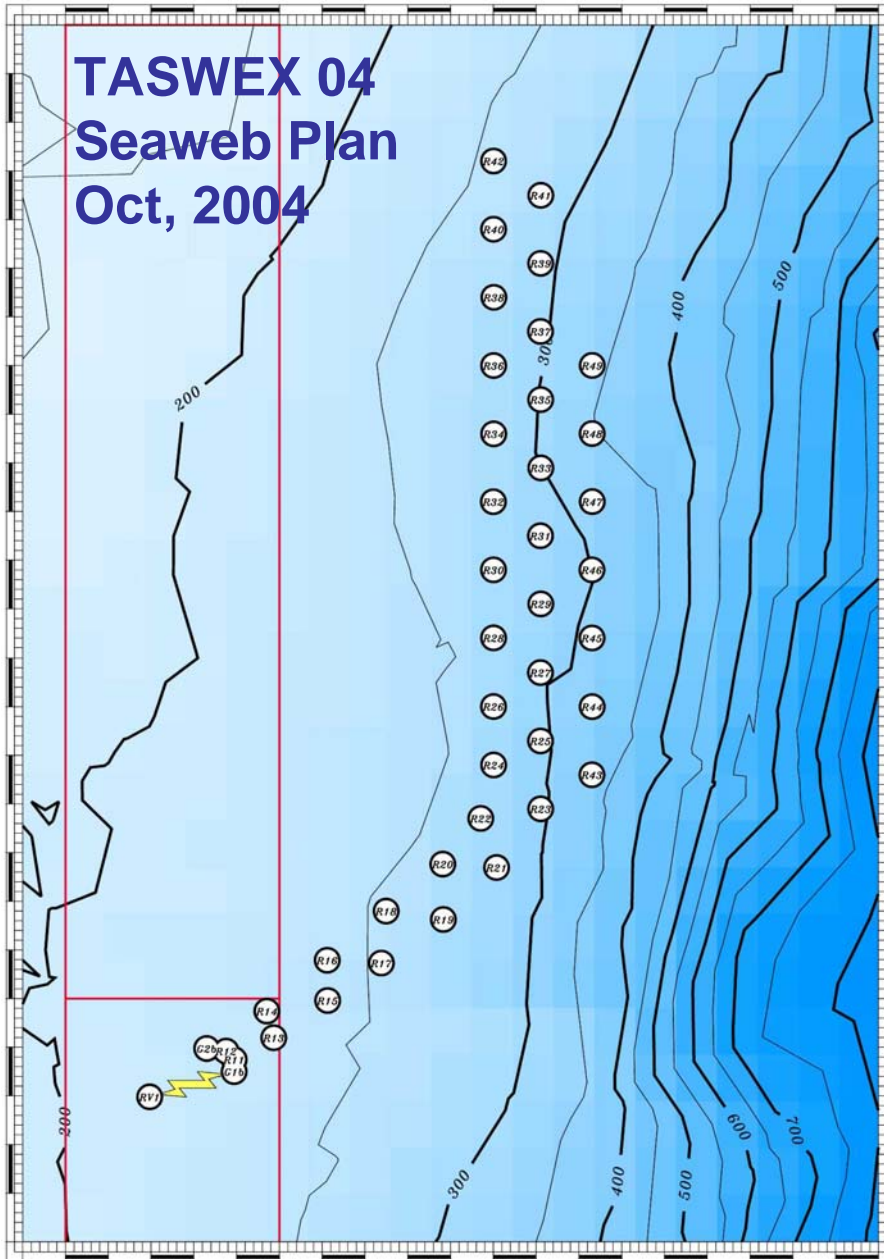 TASWEX 04
Seaweb Plan
Oct, 2004
R42
R41
R40
R39
500
R38
400
R37
300
R36
R49
200
R35
R34
R48
R33
R32
R47
R31
R30
R46
R29
R28
R45
R27
R26
R44
R25
R24
R43
R23
R22
R20
R21
R18
R19
R16
R17
R15
R14
R13
G2b
R12
R11
G1b
RV1
200
600
700
300
400
500